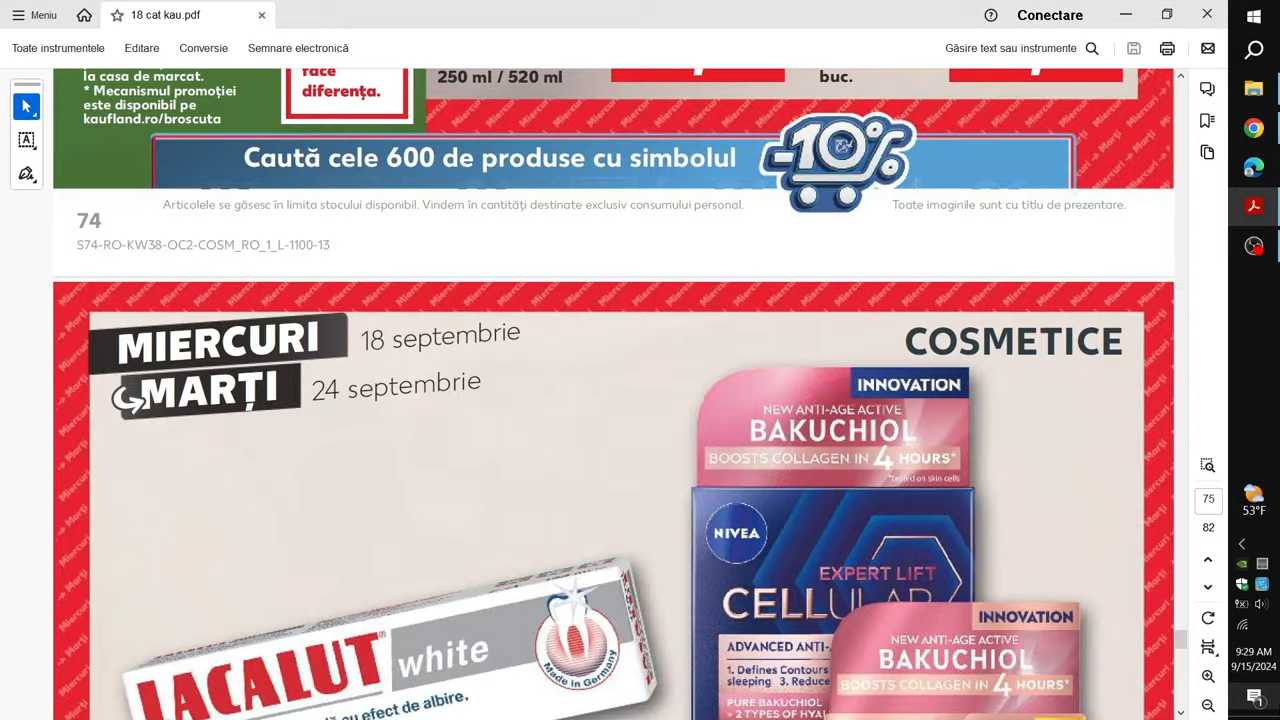 Meniu
18 cat kau.pdf
Conectare
Toate instrumentele
Editare
Conversie
Semnare electronică
Găsire text sau instrumente
la casa de marcat.
* Mecanismul promoției
este disponibil pe
kaufland.ro/broscuta
face
diferența.
250 ml / 520 ml
buc.
Caută cele 600 de produse cu simbolul
-10%
74
Articolele se găsesc în limita stocului disponibil. Vindem în cantități destinate exclusiv consumului personal.
Toate imaginile sunt cu titlu de prezentare.
S74-RO-KW38-OC2-COSM_RO_1_L-1100-13
MIERCURI 18 septembrie
MARȚI 24 septembrie
COSMETICE
INNOVATION
NEW ANTI-AGE ACTIVE
BAKUCHIOL
BOOSTS COLLAGEN IN 4 HOURS*
*tested on skin cells
NIVEA
EXPERT LIFT
CELLULAR
ADVANCED ANTI-
1. Defines Contours
sleeping 3. Reduce
PURE BAKUCHIOL
+ 2 TYPES OF HYAL
INNOVATION
NEW ANTI-AGE ACTIVE
BAKUCHIOL
BOOSTS COLLAGEN IN 4 HOURS*
LACALUT white
Made in Germany
cu efect de albire.
75
82
53°F
9:29 AM
9/15/2024
1